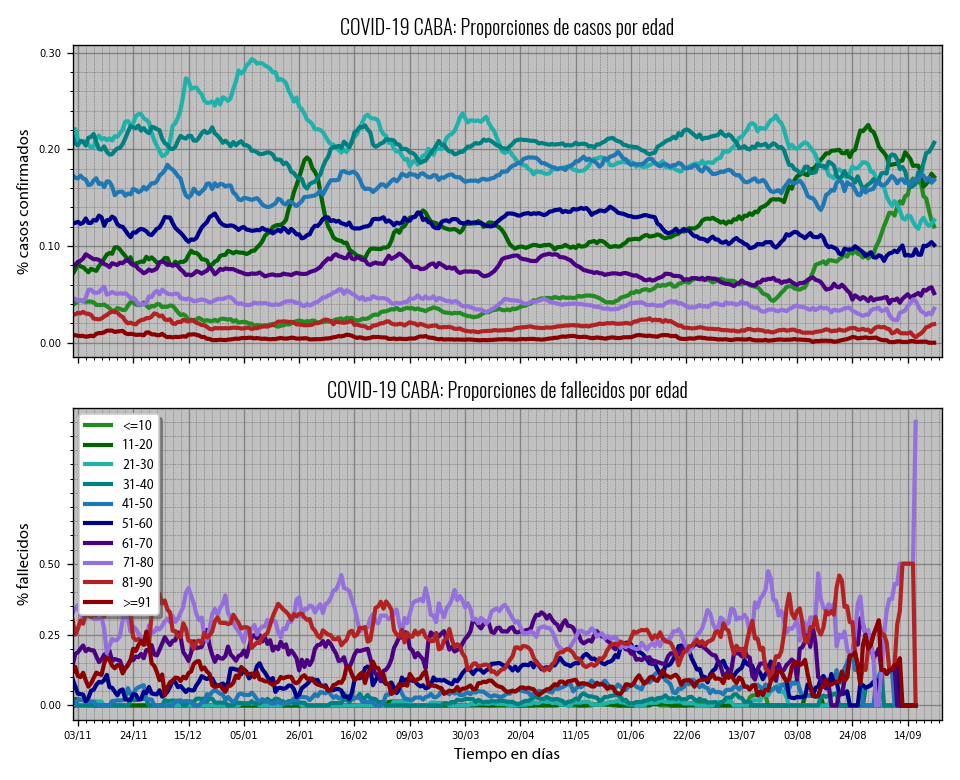 COVID-19 CABA: Proporciones de casos por edad
% casos confirmados
0.30
0.20
0.10
0.00
COVID-19 CABA: Proporciones de fallecidos por edad
% fallecidos
0.50
0.25
0.00
<=10
11-20
21-30
31-40
41-50
51-60
61-70
71-80
81-90
>=91
03/11 24/11 15/12 05/01 26/01 16/02 09/03 30/03 20/04 11/05 01/06 22/06 13/07 03/08 24/08 14/09
Tiempo en días